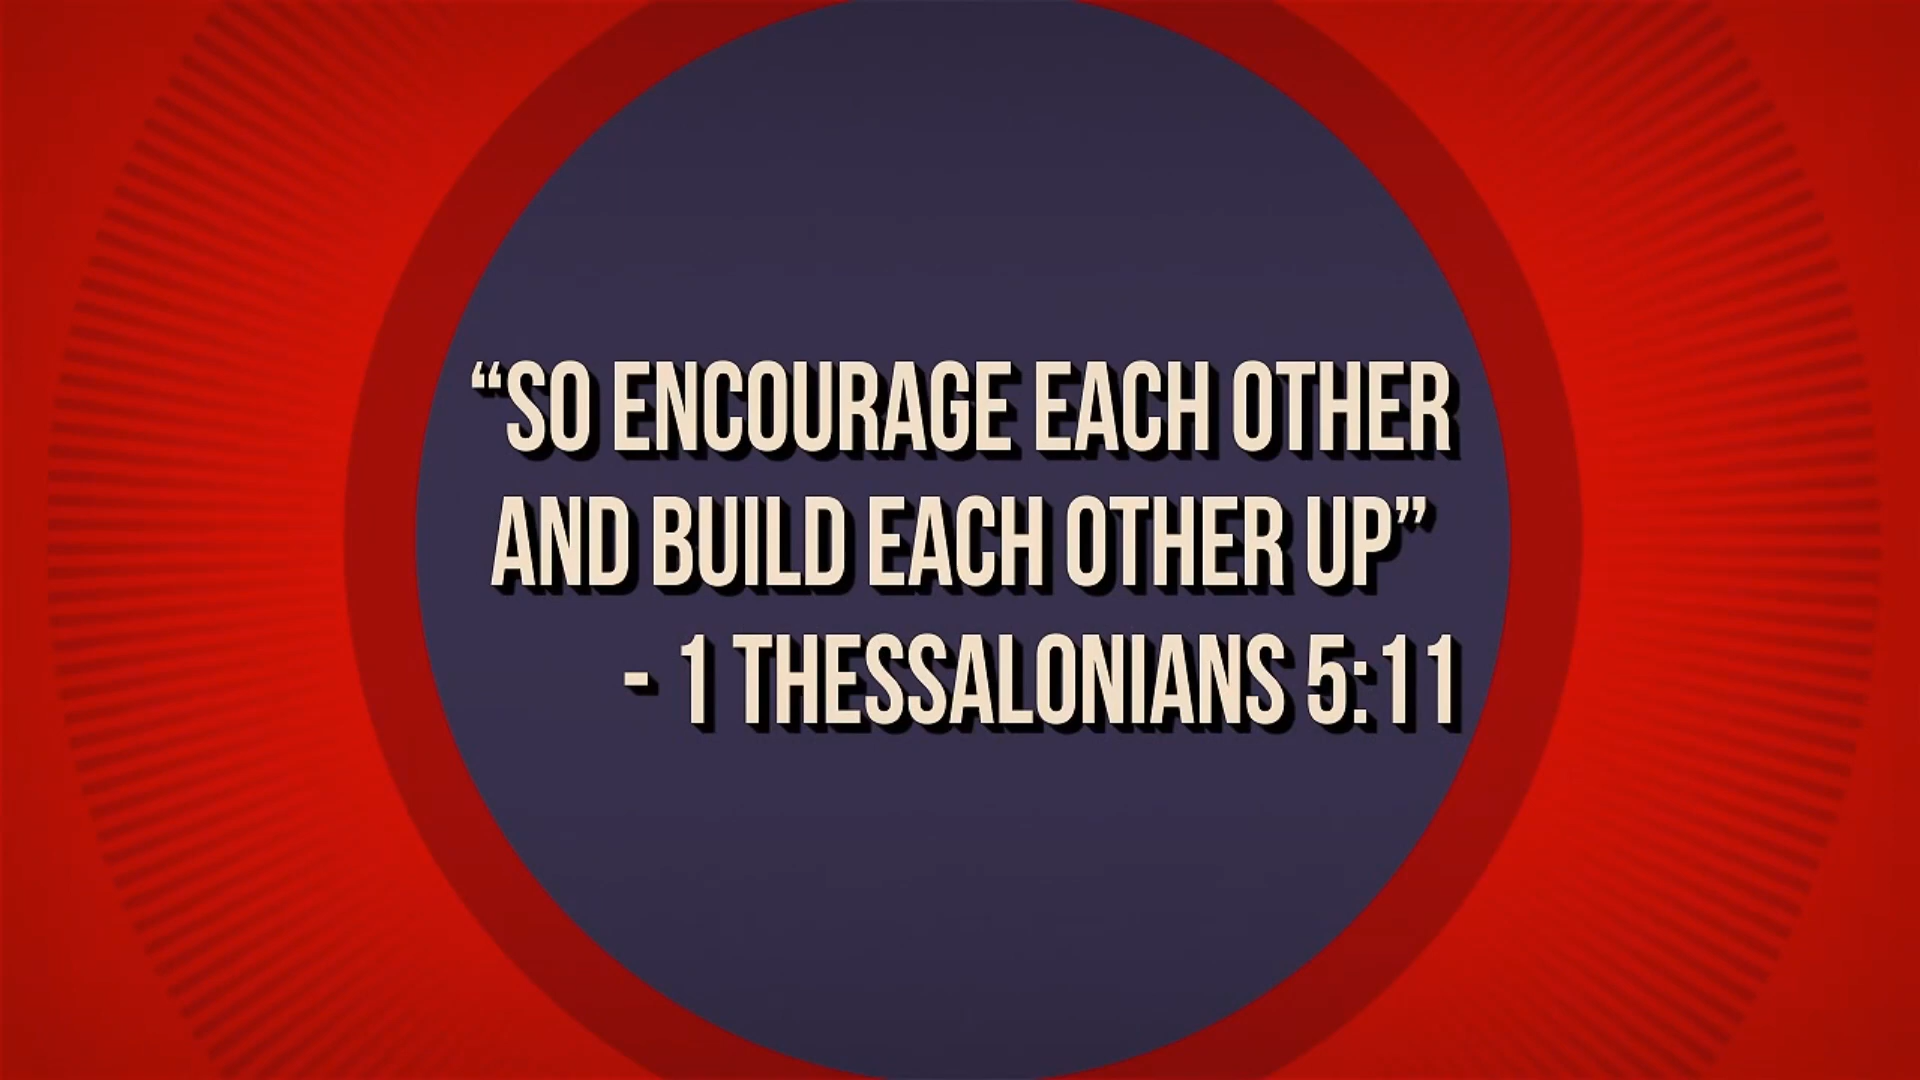 “SO ENCOURAGE EACH OTHER
AND BUILD EACH OTHER UP”
- 1 THESSALONIANS 5:11